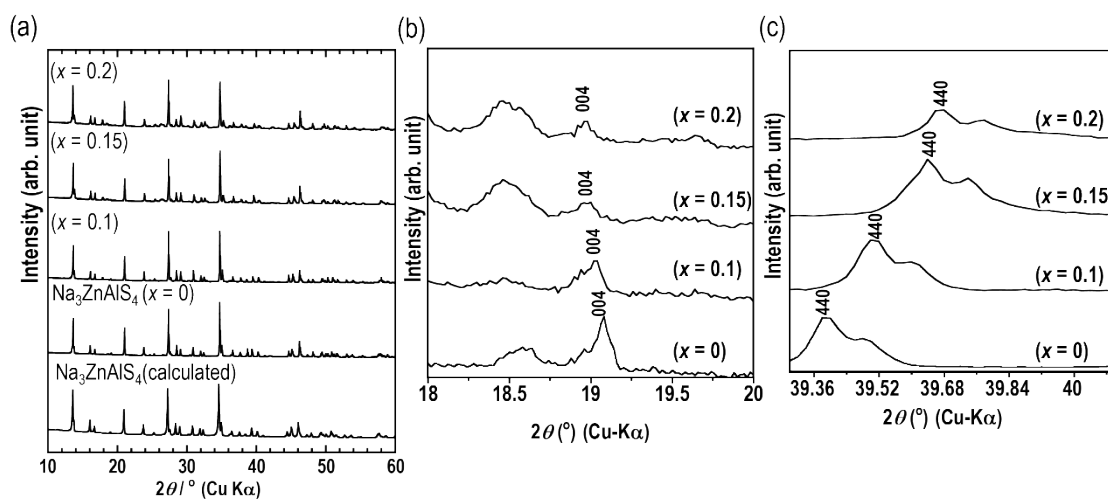 (a)
(x = 0.2)
(x = 0.15)
(x = 0.1)
Na₃ZnAlS₄ (x = 0)
Na₃ZnAlS₄(calculated)
Intensity (arb. unit)
10 20 30 40 50 60
2θ/ ° (Cu Kα)
(b)
004
(x = 0.2)
004
(x = 0.15)
004
(x = 0.1)
004
(x = 0)
Intensity (arb. unit)
18 18.5 19 19.5 20
2θ (°) (Cu-Kα)
(c)
440
(x = 0.2)
440
(x = 0.15)
440
(x = 0.1)
440
(x = 0)
Intensity (arb. unit)
39.36 39.52 39.68 39.84 40
2θ (°) (Cu-Kα)